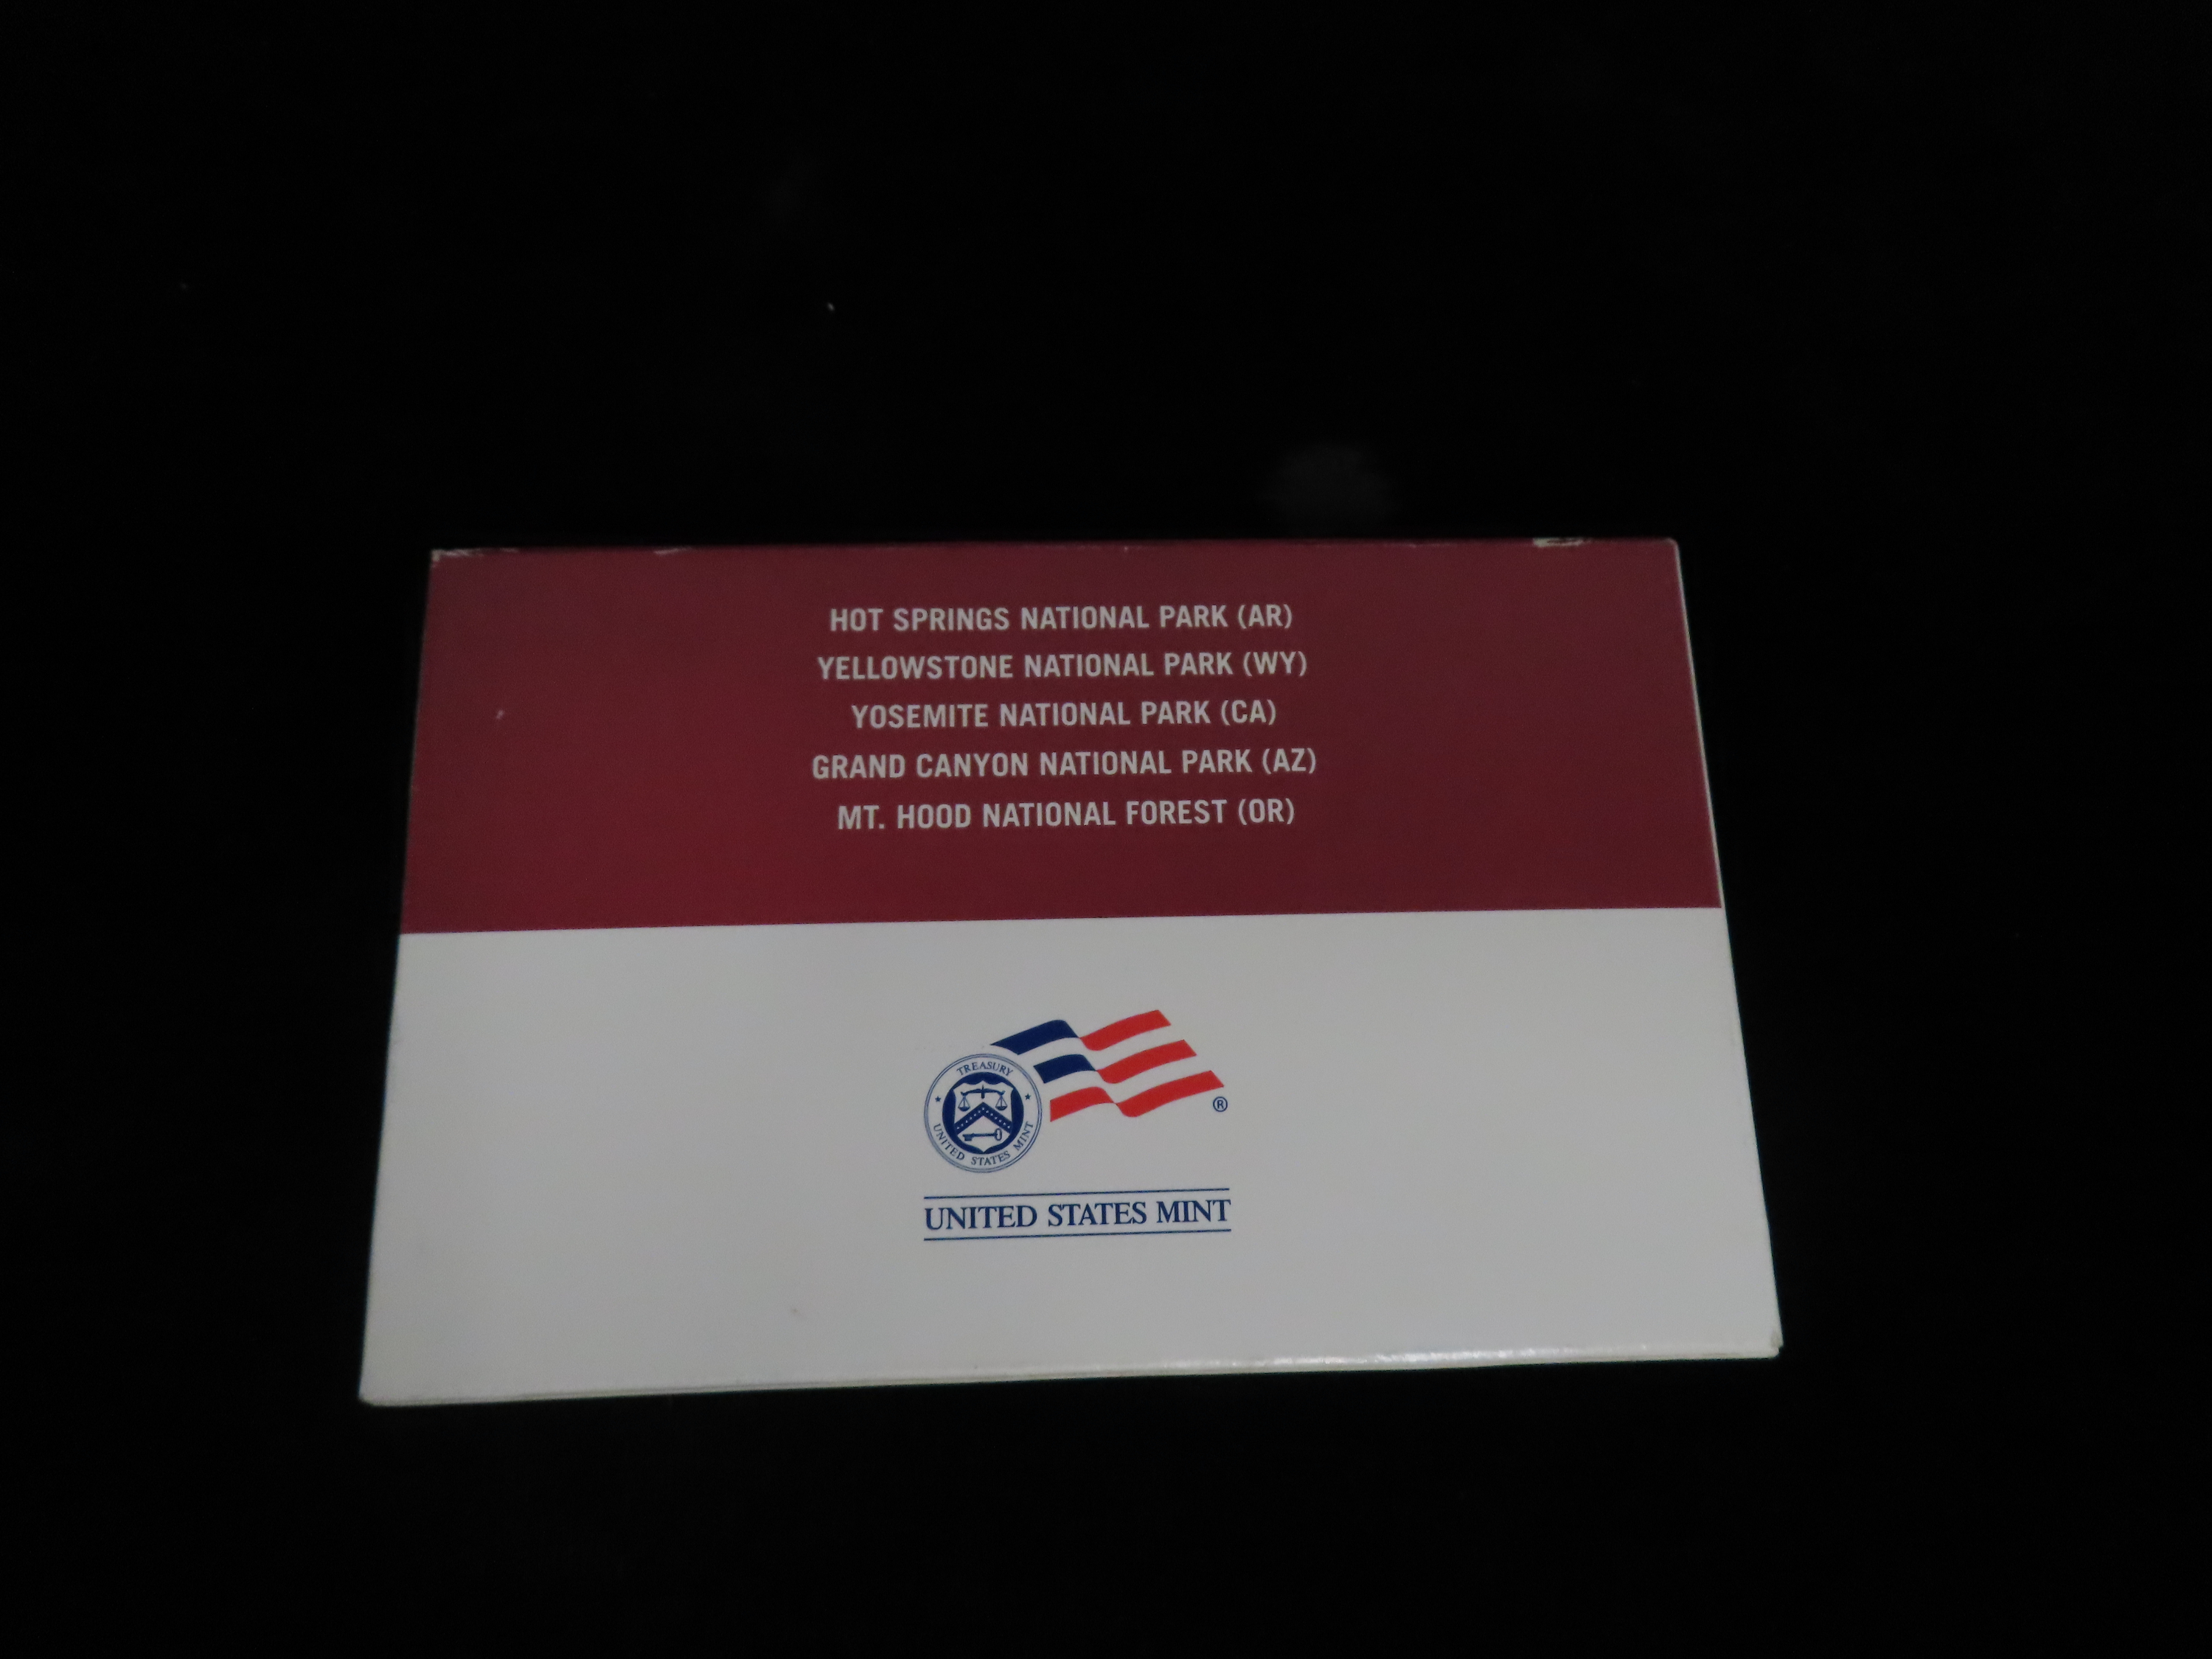 HOT SPRINGS NATIONAL PARK (AR)
YELLOWSTONE NATIONAL PARK (WY)
YOSEMITE NATIONAL PARK (CA)
GRAND CANYON NATIONAL PARK (AZ)
MT. HOOD NATIONAL FOREST (OR)
TREASURY
UNITED STATES MINT
®
UNITED STATES MINT